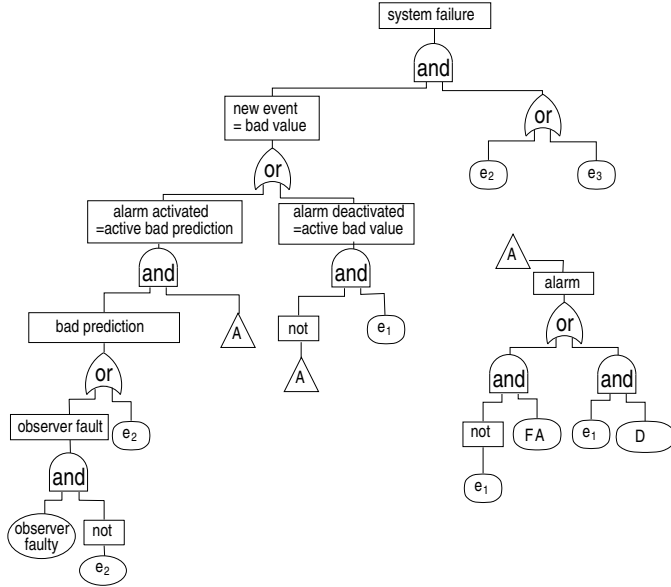 system failure
and
new event
= bad value
or
e2
e3
or
alarm activated
=active bad prediction
alarm deactivated
=active bad value
and
and
A
alarm
bad prediction
A
not
e1
or
or
A
and
and
observer fault
e2
not
FA
e1
D
and
e1
observer
faulty
not
e2